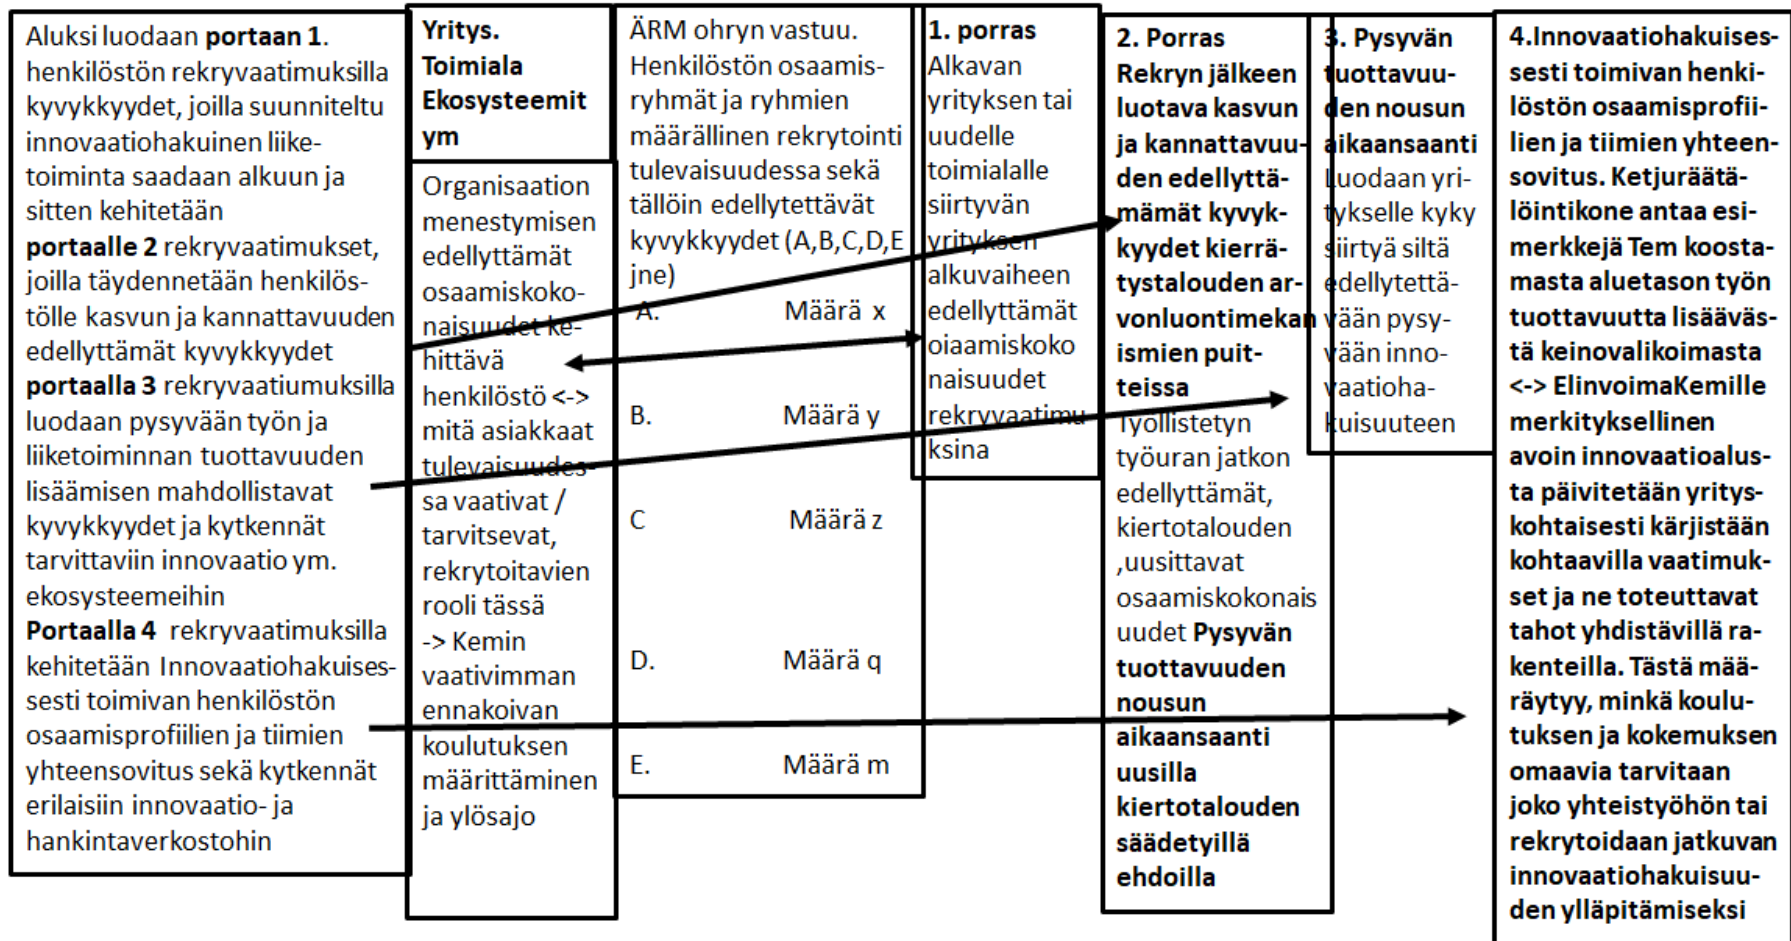 Aluksi luodaan portaan 1.
henkilöstön rekryvaatimuksilla
kyvykkyydet, joilla suunniteltu
innovaatiohakuinen liike-
toiminta saadaan alkuun ja
sitten kehitetään
portaalle 2 rekryvaatimukset,
joilla täydennetään henkilös-
tölle kasvun ja kannattavuuden
edellyttämät kyvykkyydet
portaalla 3 rekryvaatiumuksilla
luodaan pysyvään työn ja
liiketoiminnan tuottavuuden
lisäämisen mahdollistavat
kyvykkyydet ja kytkennät
tarvittaviin innovaatio ym.
ekosysteemeihin
Portaalla 4 rekryvaatimuksilla
kehitetään Innovaatiohakuises-
sesti toimivan henkilöstön
osaamisprofiilien ja tiimien
yhteensovitus sekä kytkennät
erilaisiin innovaatio- ja
hankintaverkostohin
Yritys.
Toimiala
Ekosysteemit
ym
Organisaation
menestymisen
edellyttämät
osaamiskoko-
naisuudet ke-
hittävä
henkilöstö <->
mitä asiakkaat
tulevaisuudes-
sa vaativat /
tarvitsevat,
rekrytoitavien
rooli tässä
-> Kemin
vaativimman
ennakoivan
koulutuksen
määrittäminen
ja ylösajo
ÄRM ohryn vastuu.
Henkilöstön osaamis-
ryhmät ja ryhmien
määrällinen rekrytointi
tulevaisuudessa sekä
tällöin edellytettävät
kyvykkyydet (A,B,C,D,E
jne)
A. Määrä x
B. Määrä y
C Määrä z
D. Määrä q
E. Määrä m
1. porras
Alkavan
yrityksen tai
uudelle
toimialalle
siirtyvän
yrityksen
alkuvaiheen
edellyttämät
oiaamiskoko
naisuudet
rekryvaatimu
ksina
2. Porras
Rekryn jälkeen
luotava kasvun
ja kannattavuu-
den edellyttä-
mämät kyvyk-
kyydet kierrä-
tystalouden ar-
vonluontimekan
ismien puit-
teissa
Työllistetyn
työuran jatkon
edellyttämät,
kiertotalouden
,uusittavat
osaamiskokonais
uudet Pysyvän
tuottavuuden
nousun
aikaansaanti
uusilla
kiertotalouden
säädetyillä
ehdoilla
3. Pysyvän
tuottavuu-
den nousun
aikaansaanti
Luodaan yri-
tykselle kyky
siirtyä siltä
edellytettä-
vään pysy-
vään inno-
vaatioha-
kuisuuteen
4.Innovaatiohakuises-
sesti toimivan henki-
löstön osaamisprofii-
lien ja tiimien yhteen-
sovitus. Ketjuräätä-
löintikone antaa esi-
merkkejä Tem koosta-
masta aluetason työn
tuottavuutta lisääväs-
tä keinovalikoimasta
<-> ElinvoimaKemille
merkityksellinen
avoin innovaatioalus-
ta päivitetään yritys-
kohtaisesti kärjistään
kohtaavilla vaatimuk-
set ja ne toteuttavat
tahot yhdistävillä ra-
kenteilla. Tästä mää-
räytyy, minkä koulu-
tuksen ja kokemuksen
omaavia tarvitaan
joko yhteistyöhön tai
rekrytoidaan jatkuvan
innovaatiohakuisuu-
den ylläpitämiseksi